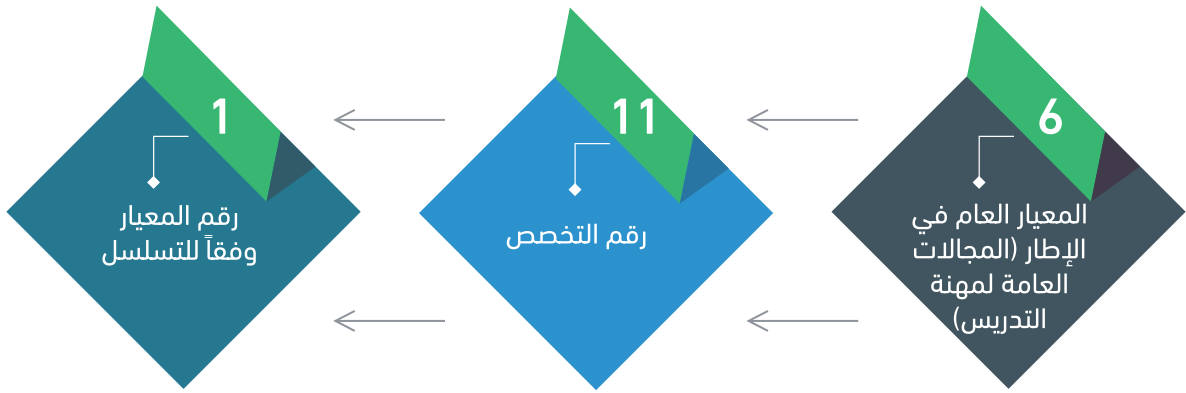 6
المعيار العام في
الإطار (المجالات
العامة لمهنة
التدريس)
11
رقم التخصص
1
رقم المعيار
وفقاً للتسلسل